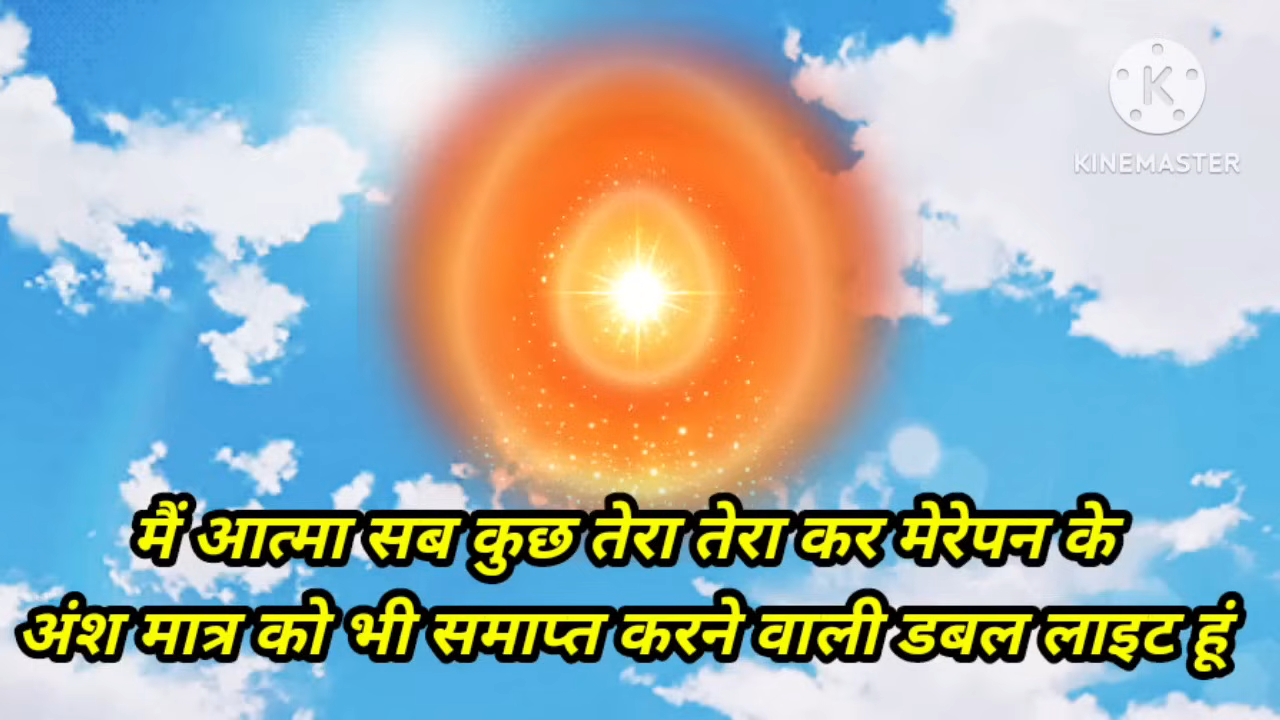 KINEMASTER
मैं आत्मा सब कुछ तेरा तेरा कर मेरेपन के
अंश मात्र को भी समाप्त करने वाली डबल लाइट हूं